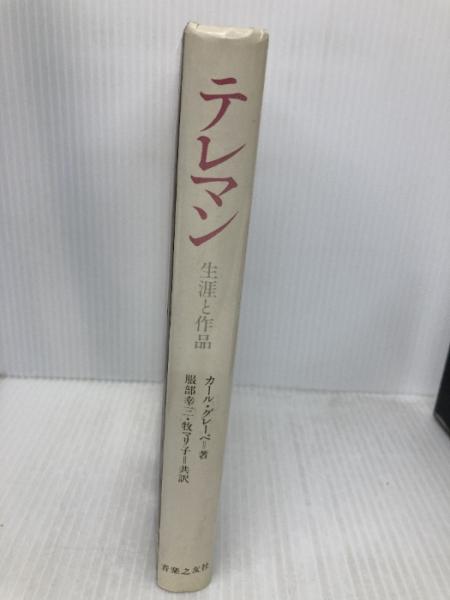 テレマン
生涯と作品
カール・グレーベ=著
服部幸三・牧マリ子=共訳
音楽之友社